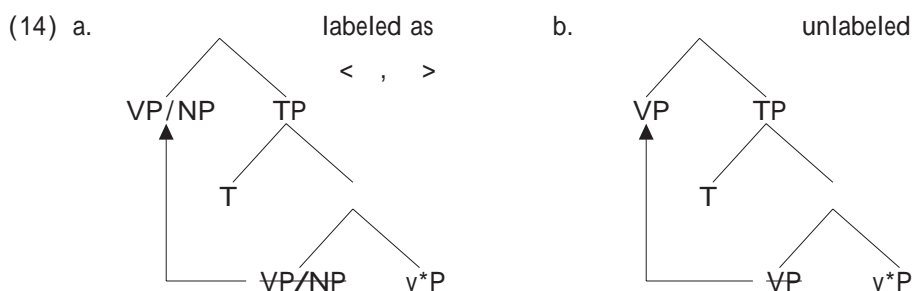 (14) a. labeled as b. unlabeled
< , >
VP/NP TP VP TP
T T
VP/NP v*P VP v*P